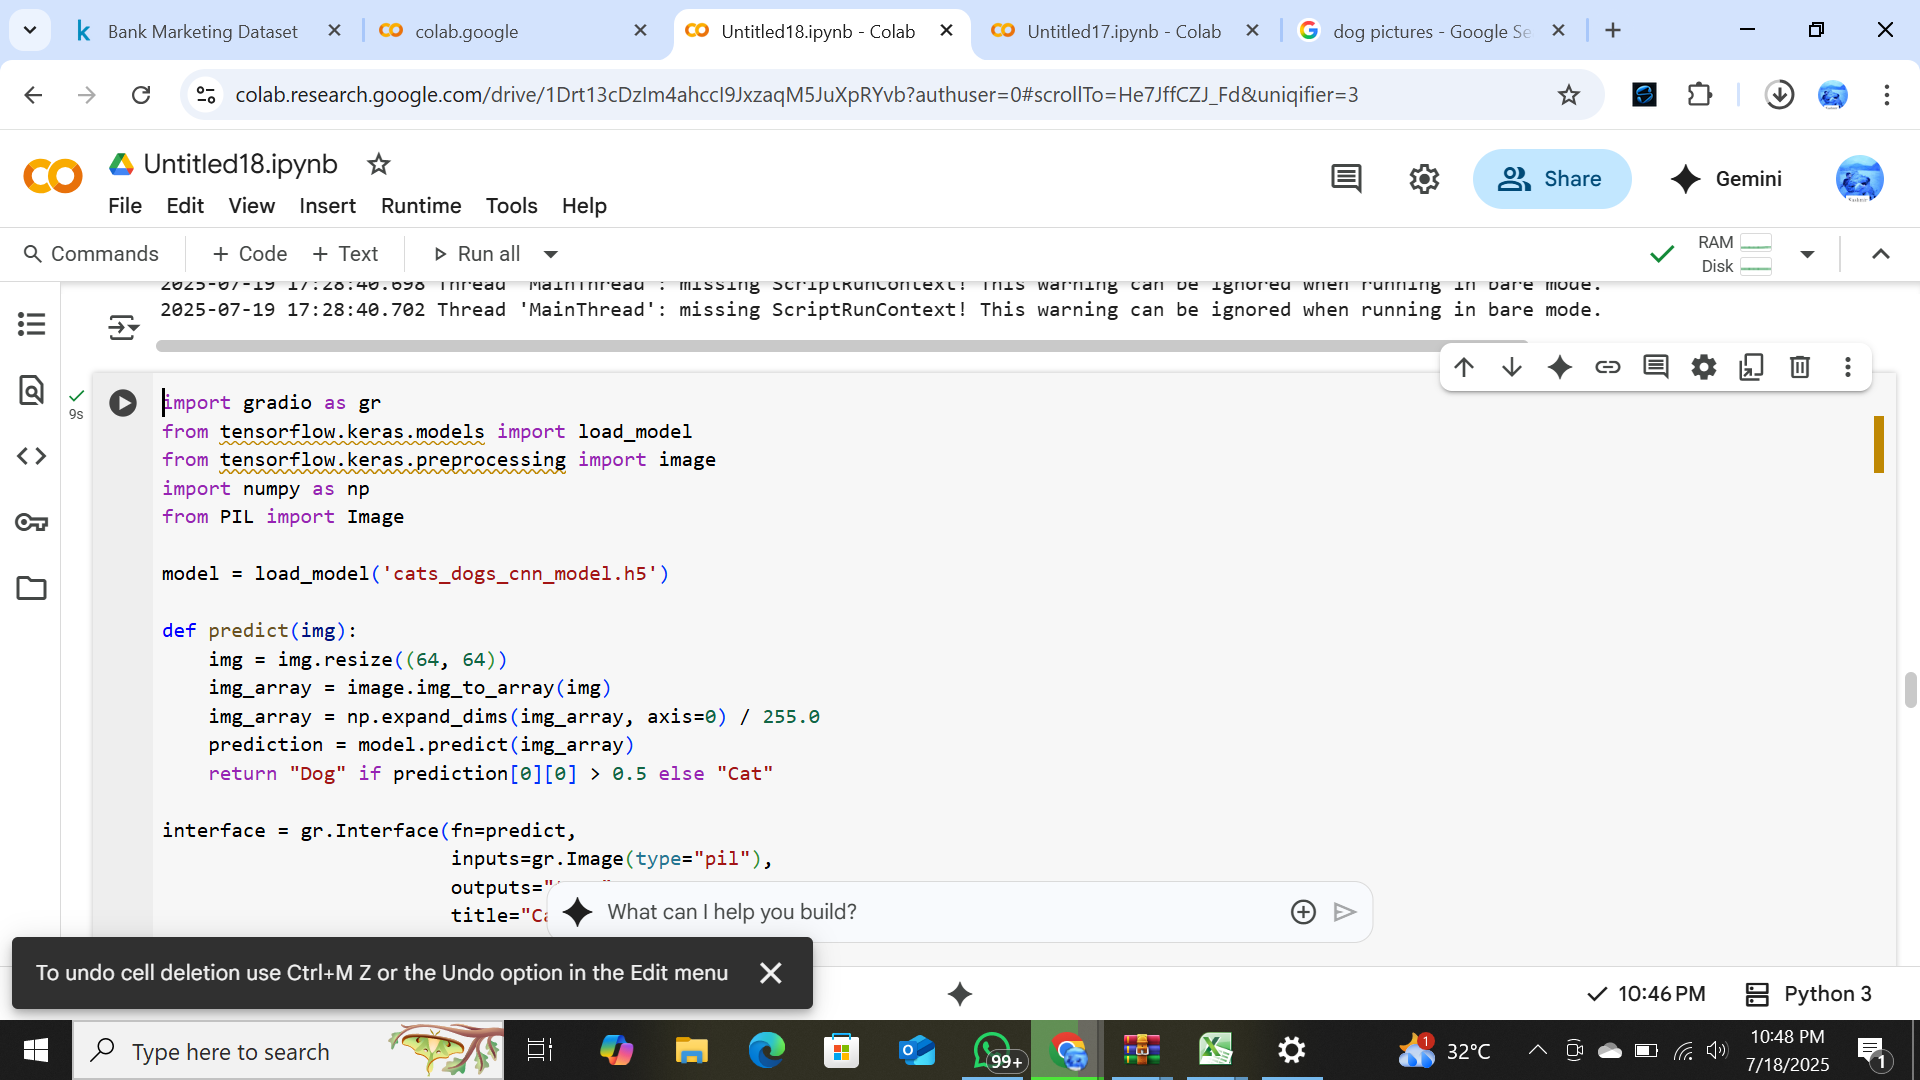 Bank Marketing Dataset
colab.google
Untitled18.ipynb - Colab
Untitled17.ipynb - Colab
dog pictures - Google Se
colab.research.google.com/drive/1Drt13cDzIm4ahccI9JxzaqM5JuXpRYvb?authuser=0#scrollTo=He7JffCZJ_Fd&uniqifier=3
Untitled18.ipynb
File Edit View Insert Runtime Tools Help
Share
Gemini
Commands + Code + Text Run all
RAM
Disk
2025-07-19 17:28:40.698 Thread 'MainThread': missing ScriptRunContext! This warning can be ignored when running in bare mode.
2025-07-19 17:28:40.702 Thread 'MainThread': missing ScriptRunContext! This warning can be ignored when running in bare mode.
9s
import gradio as gr
from tensorflow.keras.models import load_model
from tensorflow.keras.preprocessing import image
import numpy as np
from PIL import Image
model = load_model('cats_dogs_cnn_model.h5')
def predict(img):
img = img.resize((64, 64))
img_array = image.img_to_array(img)
img_array = np.expand_dims(img_array, axis=0) / 255.0
prediction = model.predict(img_array)
return "Dog" if prediction[0][0] > 0.5 else "Cat"
interface = gr.Interface(fn=predict,
inputs=gr.Image(type="pil"),
outputs="
title="Ca
What can I help you build?
To undo cell deletion use Ctrl+M Z or the Undo option in the Edit menu
10:46 PM
Python 3
Type here to search
99+
1
32°C
10:48 PM
7/18/2025
1